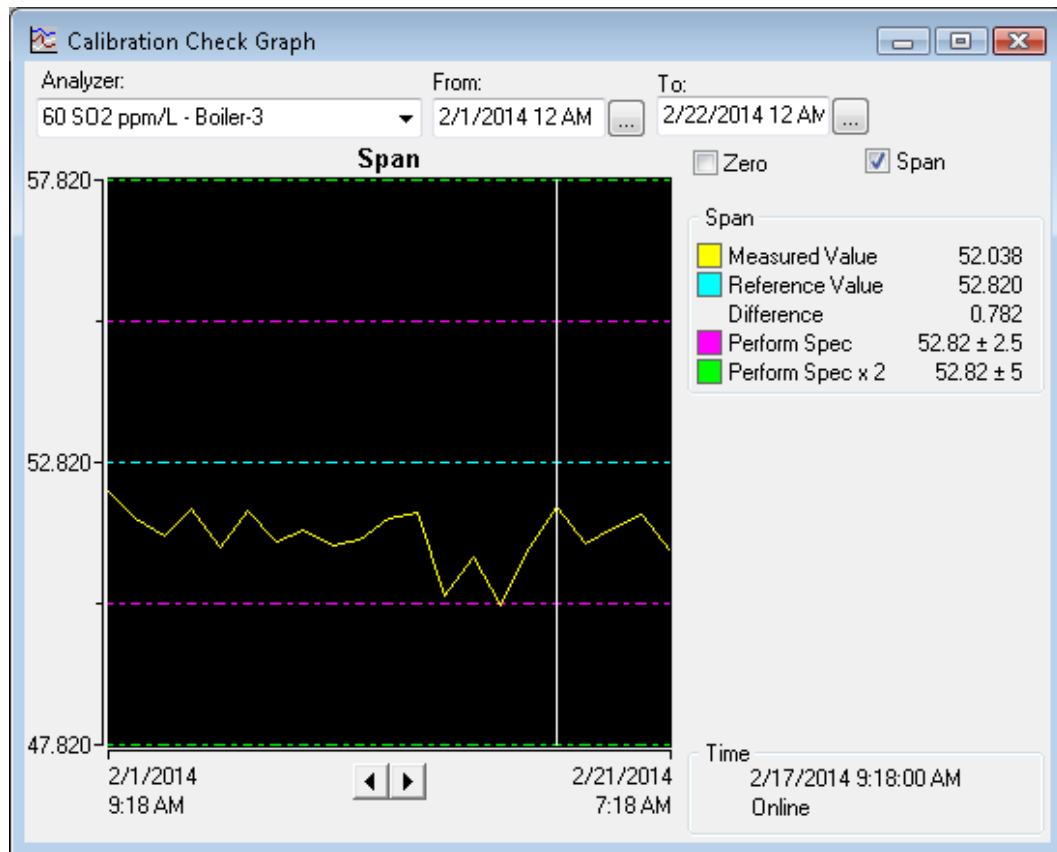 Calibration Check Graph
Analyzer:
From:
To:
60 SO2 ppm/L - Boiler-3
2/1/2014 12 AM
...
2/22/2014 12 AM
...
Span
Zero
Span
57.820
52.820
47.820
Span
Measured Value 52.038
Reference Value 52.820
Difference 0.782
Perform Spec 52.82 ± 2.5
Perform Spec x 2 52.82 ± 5
2/1/2014
9:18 AM
2/21/2014
7:18 AM
Time
2/17/2014 9:18:00 AM
Online